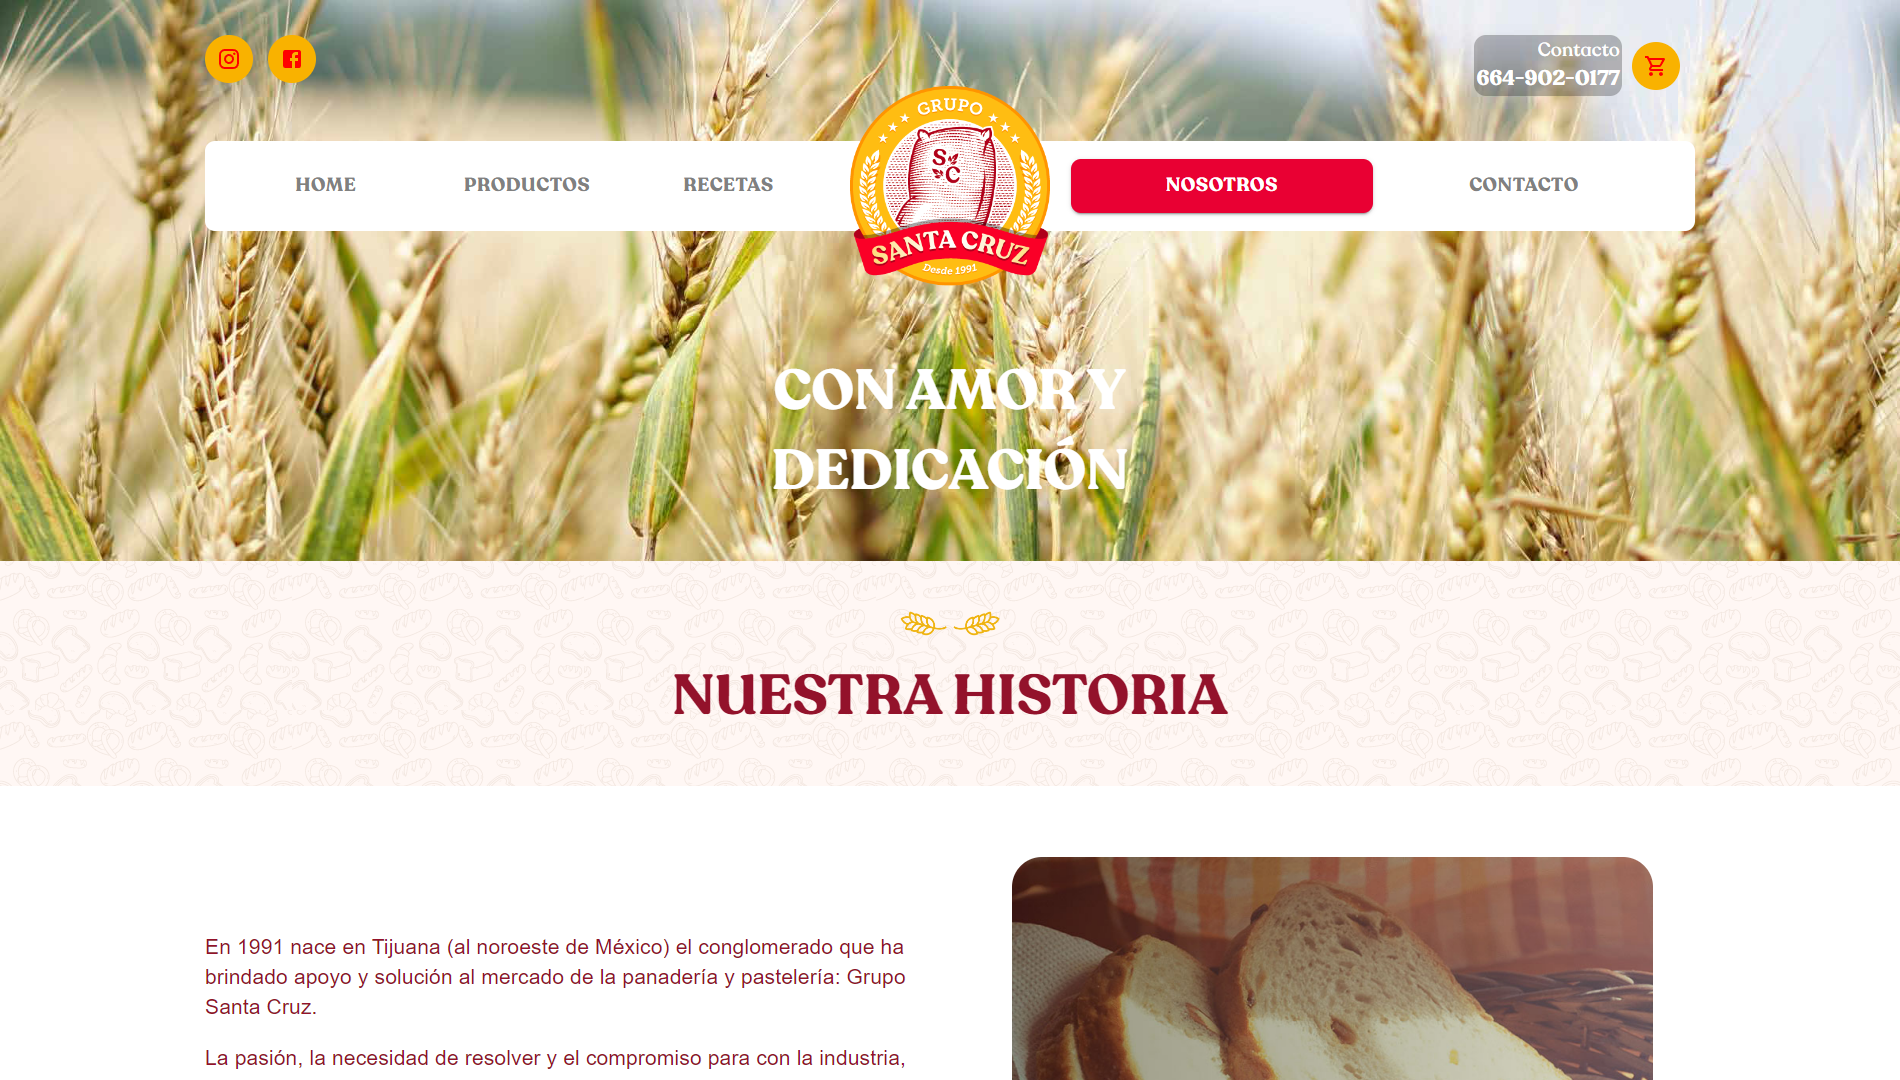 Contacto
664-902-0177
GRUPO
S C
SANTA CRUZ
Desde 1991
HOME
PRODUCTOS
RECETAS
NOSOTROS
CONTACTO
CON AMOR Y
DEDICACIÓN
NUESTRA HISTORIA
En 1991 nace en Tijuana (al noroeste de México) el conglomerado que ha
brindado apoyo y solución al mercado de la panadería y pastelería: Grupo
Santa Cruz.
La pasión, la necesidad de resolver y el compromiso para con la industria,